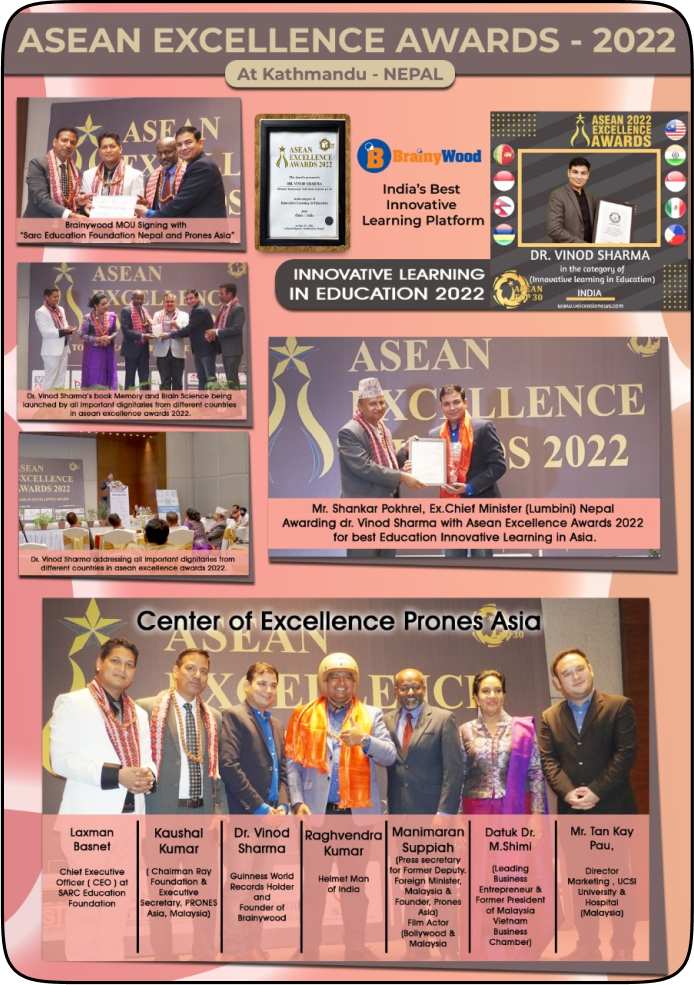 ASEAN EXCELLENCE AWARDS - 2022
At Kathmandu - NEPAL
ASEAN
Brainywood MOU Signing with
“Sarc Education Foundation Nepal and Prones Asia”
ASEAN
EXCELLENCE
AWARDS 2022
DR. VINOD SHARMA
Innovative Learning in Education
BrainyWood
India’s Best
Innovative
Learning Platform
ASEAN 2022
EXCELLENCE
AWARDS
DR. VINOD SHARMA
in the category of
(Innovative learning in Education)
INDIA
www.voiceasianews.com
ASEAN
TOP 30
INNOVATIVE LEARNING
IN EDUCATION 2022
ASEAN
EXCELLENCE
Dr. Vinod Sharma's book Memory and Brain Science being
launched by all important dignitaries from different countries
in asean excellence awards 2022.
ASEAN
EXCELLENCE
AWARDS 2022
Mr. Shankar Pokhrel, Ex.Chief Minister (Lumbini) Nepal
Awarding dr. Vinod Sharma with Asean Excellence Awards 2022
for best Education Innovative Learning in Asia.
ASEAN
EXCELLENCE
AWARDS 2022
Dr. Vinod Sharma addressing all important dignitaries from
different countries in asean excellence awards 2022.
Center of Excellence Prones Asia
ASEAN
EXCELLENCE
Laxman
Basnet
Chief Executive
Officer ( CEO ) at
SARC Education
Foundation
Kaushal
Kumar
( Chairman Ray
Foundation &
Executive
Secretary, PRONES
Asia, Malaysia)
Dr. Vinod
Sharma
Guinness World
Records Holder
and
Founder of
Brainywood
Raghvendra
Kumar
Helmet Man
of India
Manimaran
Suppiah
(Press secretary
for Former Deputy,
Foreign Minister,
Malaysia &
Founder, Prones
Asia)
Film Actor
(Bollywood &
Malaysia
Datuk Dr.
M.Shimi
(Leading
Business
Entrepreneur &
Former President
of Malaysia
Vietnam
Business
Chamber)
Mr. Tan Kay
Pau,
Director
Marketing , UCSI
University &
Hospital
(Malaysia)